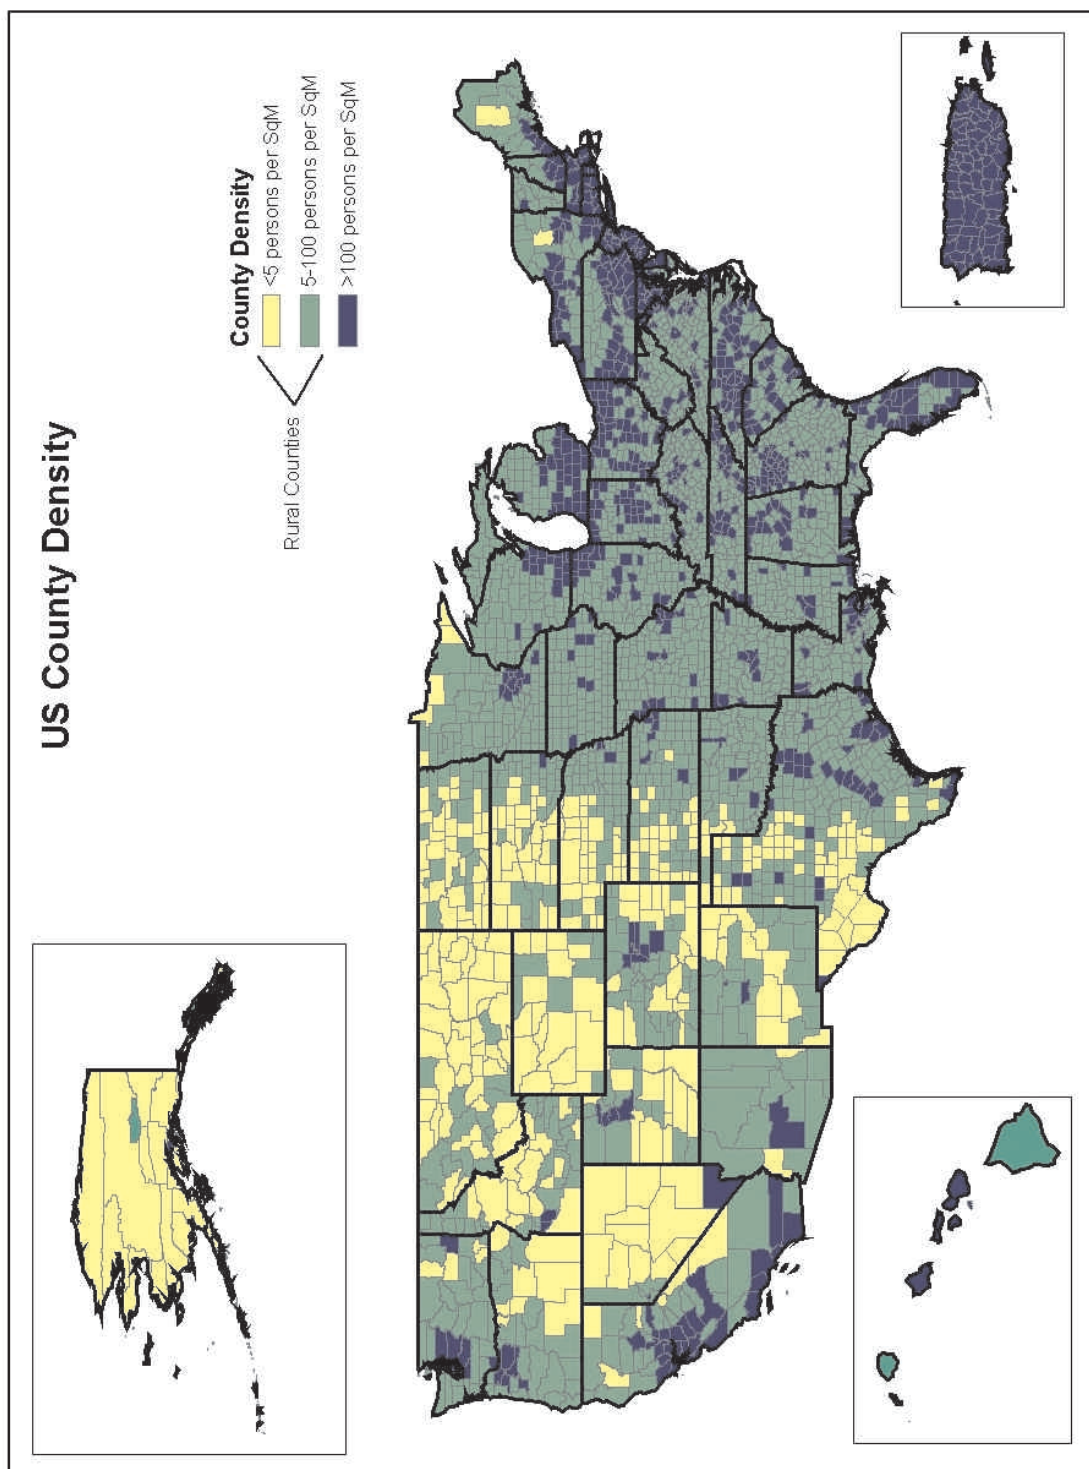 US County Density
County Density
<5 persons per SqM
5-100 persons per SqM
>100 persons per SqM
Rural Counties